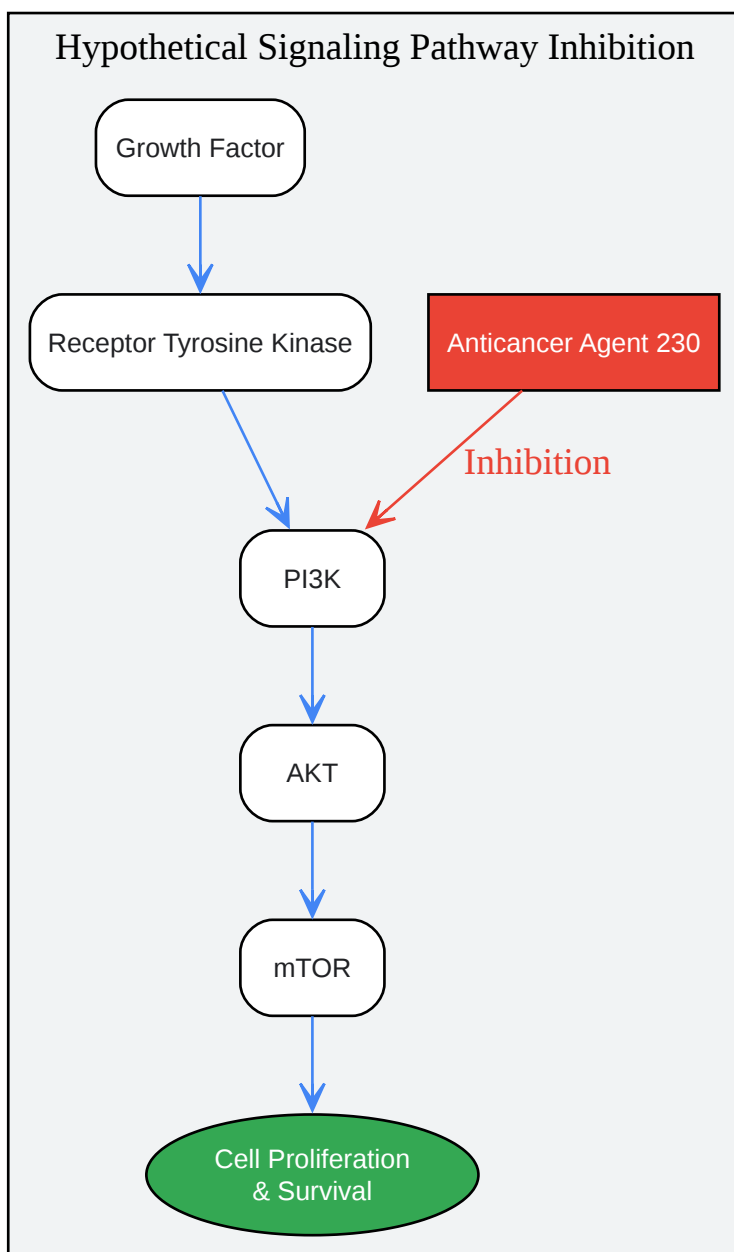 Hypothetical Signaling Pathway Inhibition
Growth Factor
Receptor Tyrosine Kinase
Anticancer Agent 230
Inhibition
PI3K
AKT
mTOR
Cell Proliferation
& Survival